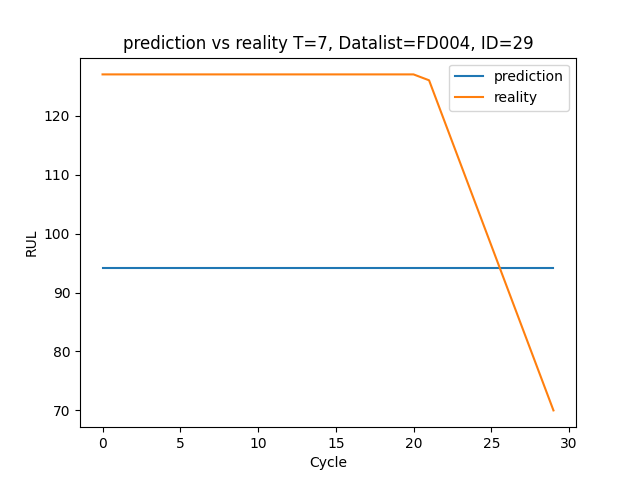 prediction vs reality T=7, Datalist=FD004, ID=29
prediction
reality
120
110
100
90
80
70
RUL
0 5 10 15 20 25 30
Cycle